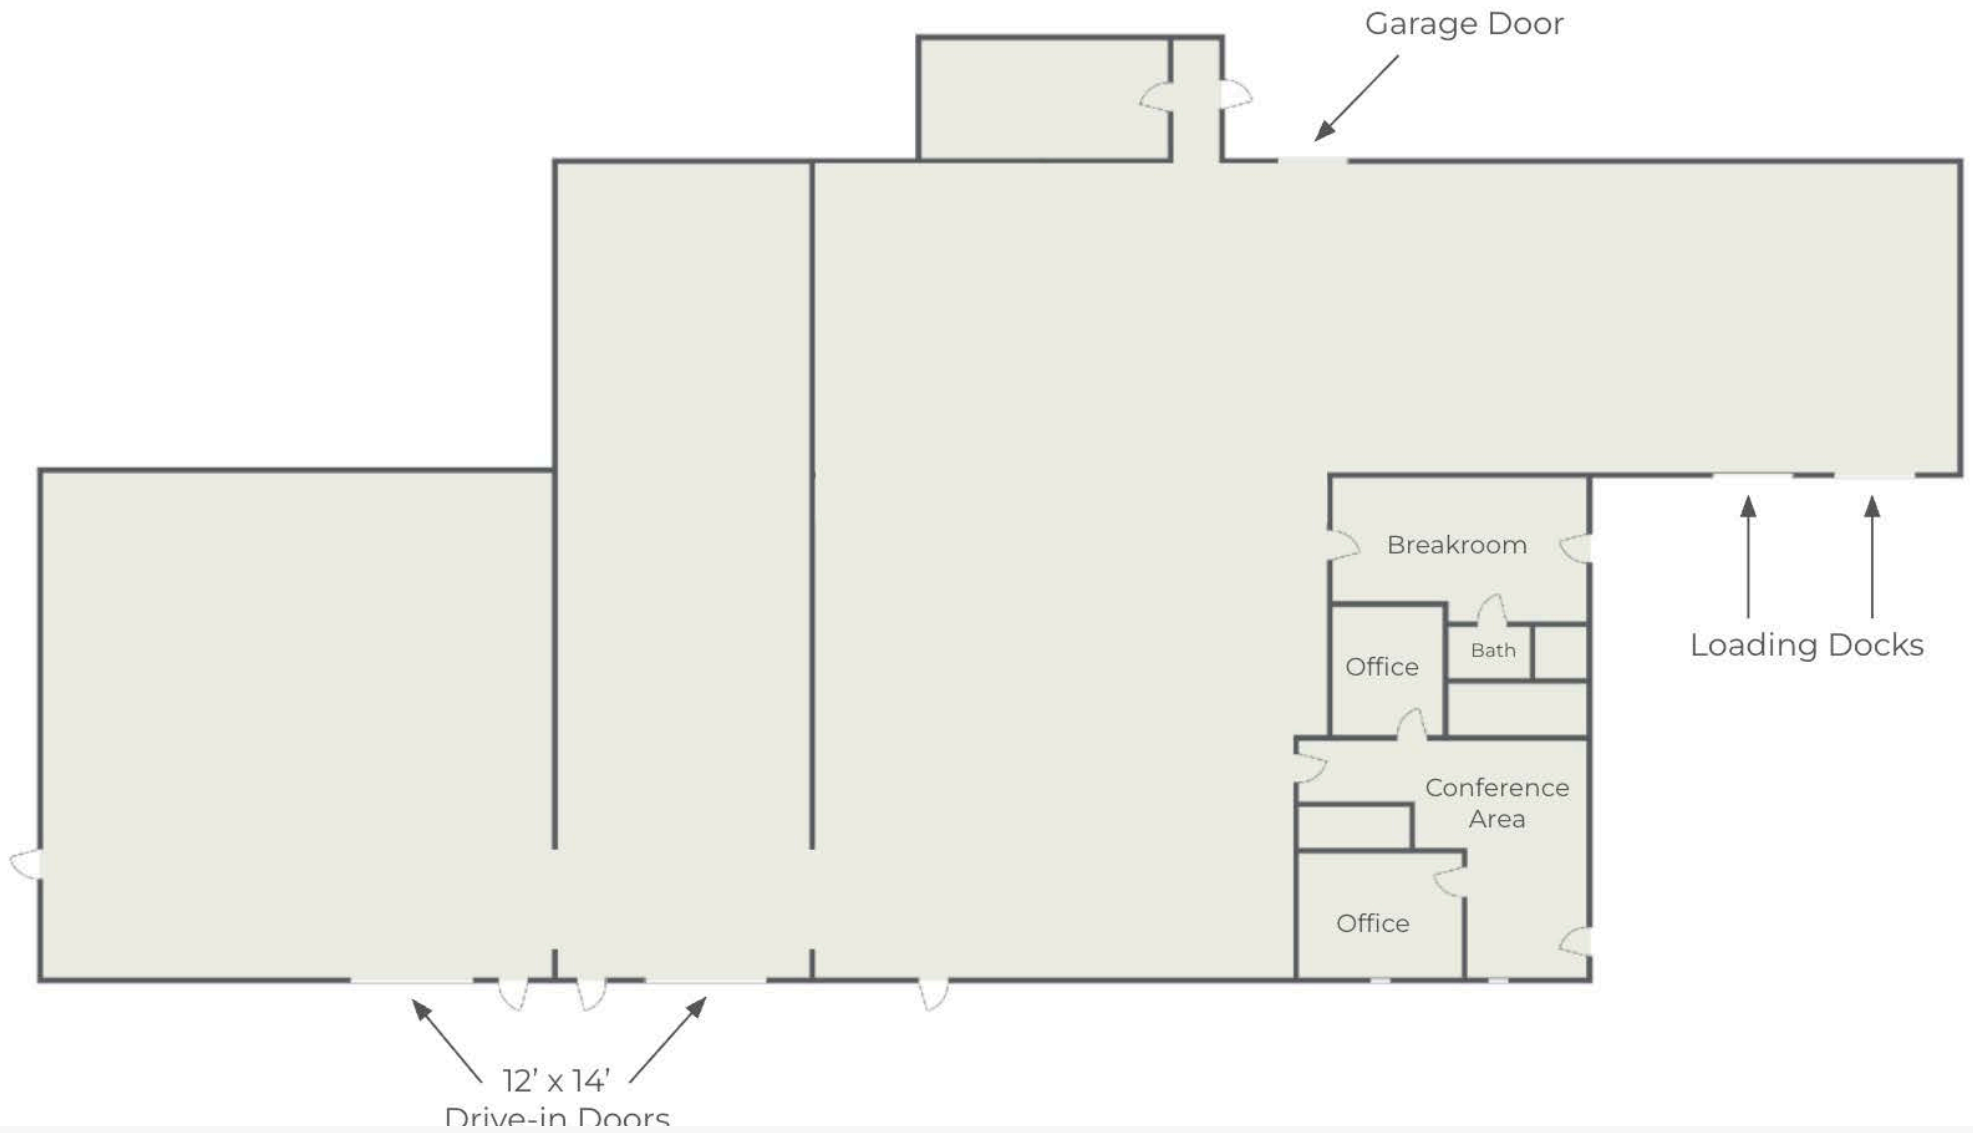 Garage Door
Breakroom
Bath
Office
Loading Docks
Conference
Area
Office
12’ x 14’
Drive-in Doors